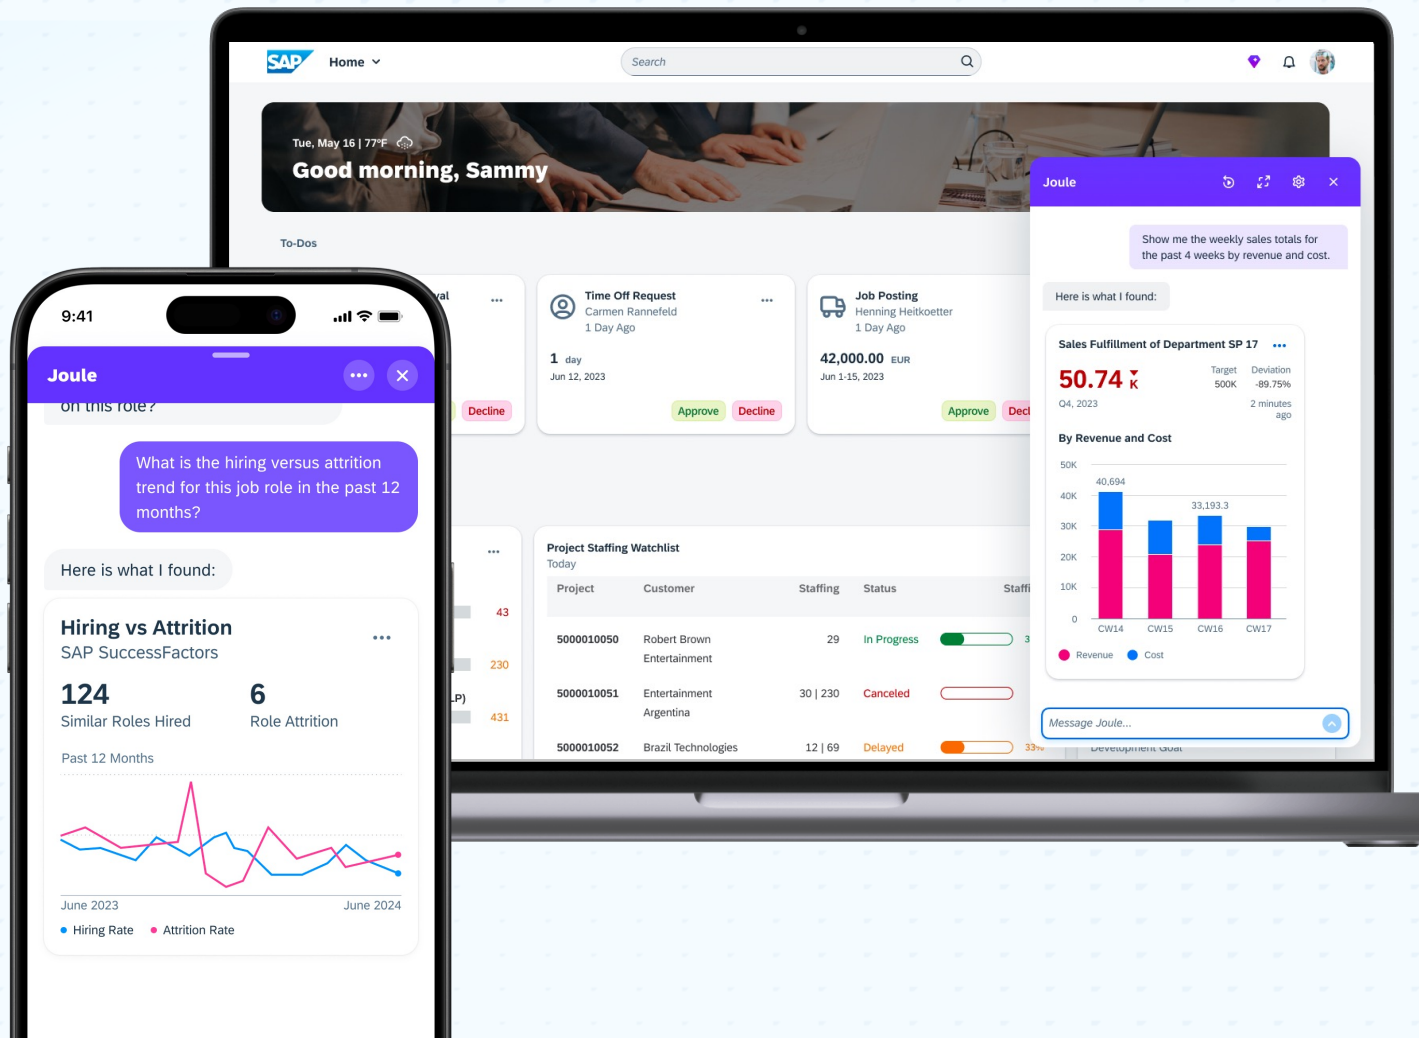 SAP
Home
Search
Tue, May 16 | 77°F
Good morning, Sammy
To-Dos
Time Off Request
Carmen Rannefeld
1 Day Ago
1 day
Jun 12, 2023
Approve
Decline
Job Posting
Henning Heitkoetter
1 Day Ago
42,000.00 EUR
Jun 1-15, 2023
Approve
Decline
43
230
431
Project Staffing Watchlist
Today
Project Customer Staffing Status
5000010050 Robert Brown 29 In Progress
Entertainment
5000010051 Entertainment 30 | 230 Canceled
Argentina
5000010052 Brazil Technologies 12 | 69 Delayed 33%
Development Goal
Joule
Show me the weekly sales totals for
the past 4 weeks by revenue and cost.
Here is what I found:
Sales Fulfillment of Department SP 17
50.74 K
Target Deviation
500K -89.75%
Q4, 2023
2 minutes
ago
By Revenue and Cost
50K
40K
30K
20K
10K
0
40,694
33,193.3
CW14 CW15 CW16 CW17
Revenue Cost
Message Joule...
9:41
Joule
on this role?
What is the hiring versus attrition
trend for this job role in the past 12
months?
Here is what I found:
Hiring vs Attrition
SAP SuccessFactors
124 6
Similar Roles Hired Role Attrition
Past 12 Months
June 2023 June 2024
Hiring Rate Attrition Rate